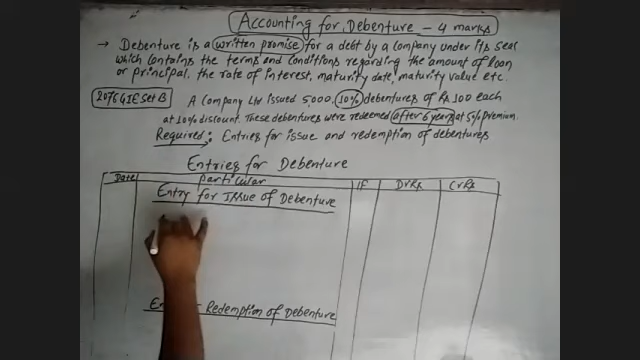 Accounting for Debenture - 4 marks
→ Debenture is a written promise for a debt by a company under its seal
which contains the terms and conditions regarding the amount of loan
or principal, the rate of interest, maturity date, maturity value etc.
2076 GIE Set B
A Company Ltd issued 5000, 10% debentures of Rs 100 each
at 10% discount. These debentures were redeemed after 6 years at 5% premium.
Required: Entries for issue and redemption of debentures
Entries for Debenture
Date Particular LF Dr Rs Cr Rs
Entry for Issue of Debenture
Redemption of Debenture